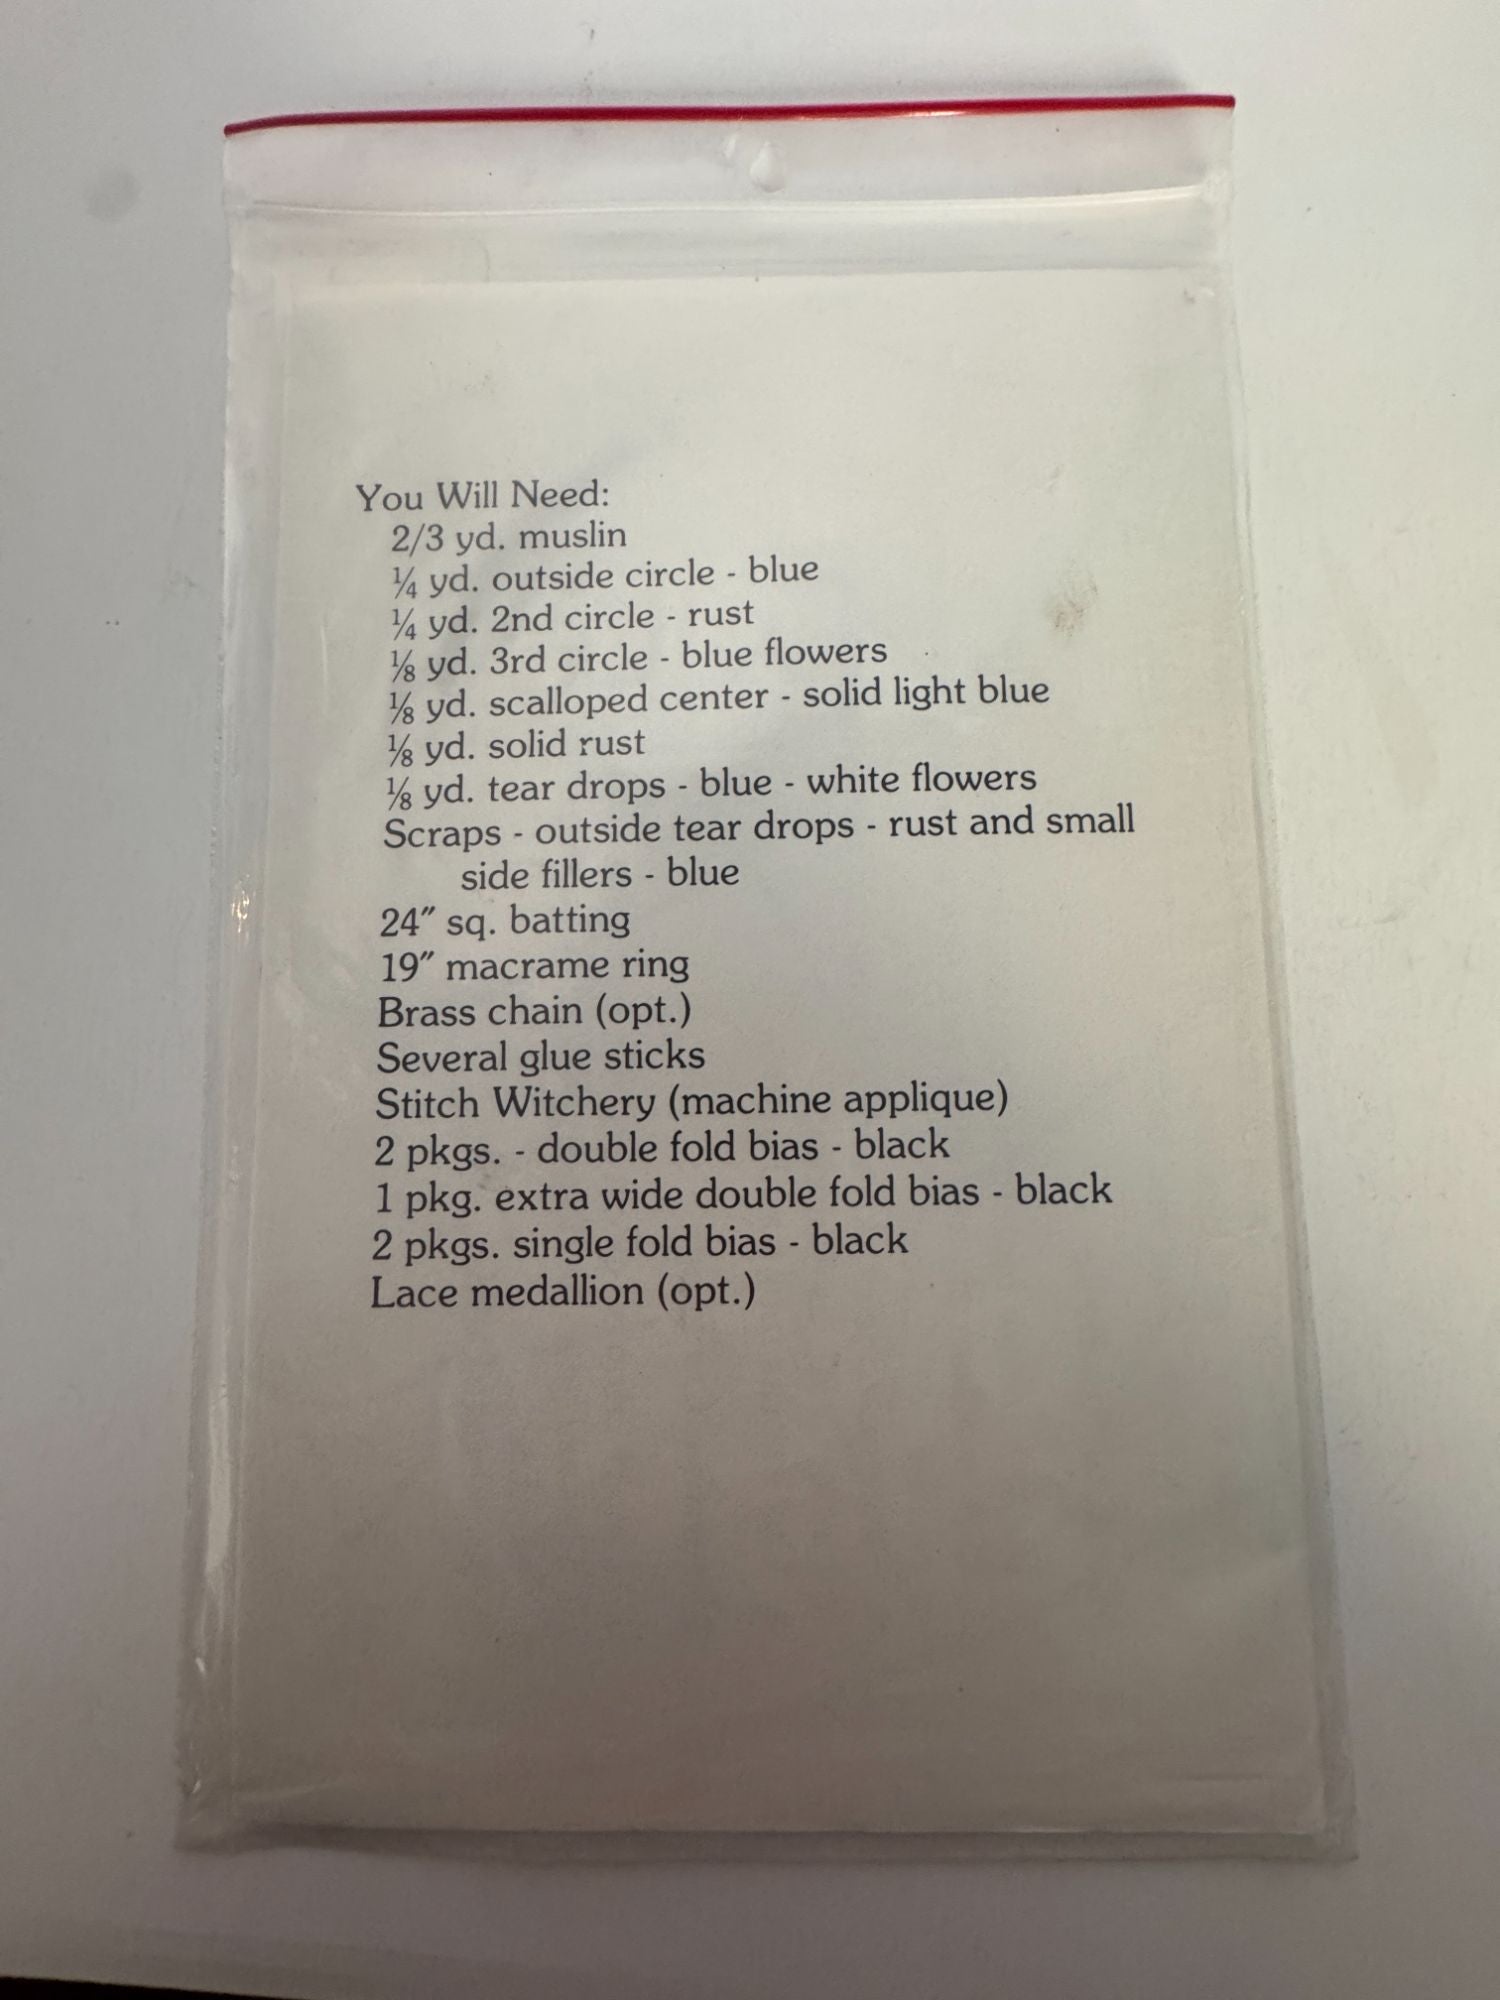 You Will Need:
2/3 yd. muslin
¼ yd. outside circle - blue
¼ yd. 2nd circle - rust
⅛ yd. 3rd circle - blue flowers
⅛ yd. scalloped center - solid light blue
⅛ yd. solid rust
⅛ yd. tear drops - blue - white flowers
Scraps - outside tear drops - rust and small
side fillers - blue
24″ sq. batting
19″ macrame ring
Brass chain (opt.)
Several glue sticks
Stitch Witchery (machine applique)
2 pkgs. - double fold bias - black
1 pkg. extra wide double fold bias - black
2 pkgs. single fold bias - black
Lace medallion (opt.)